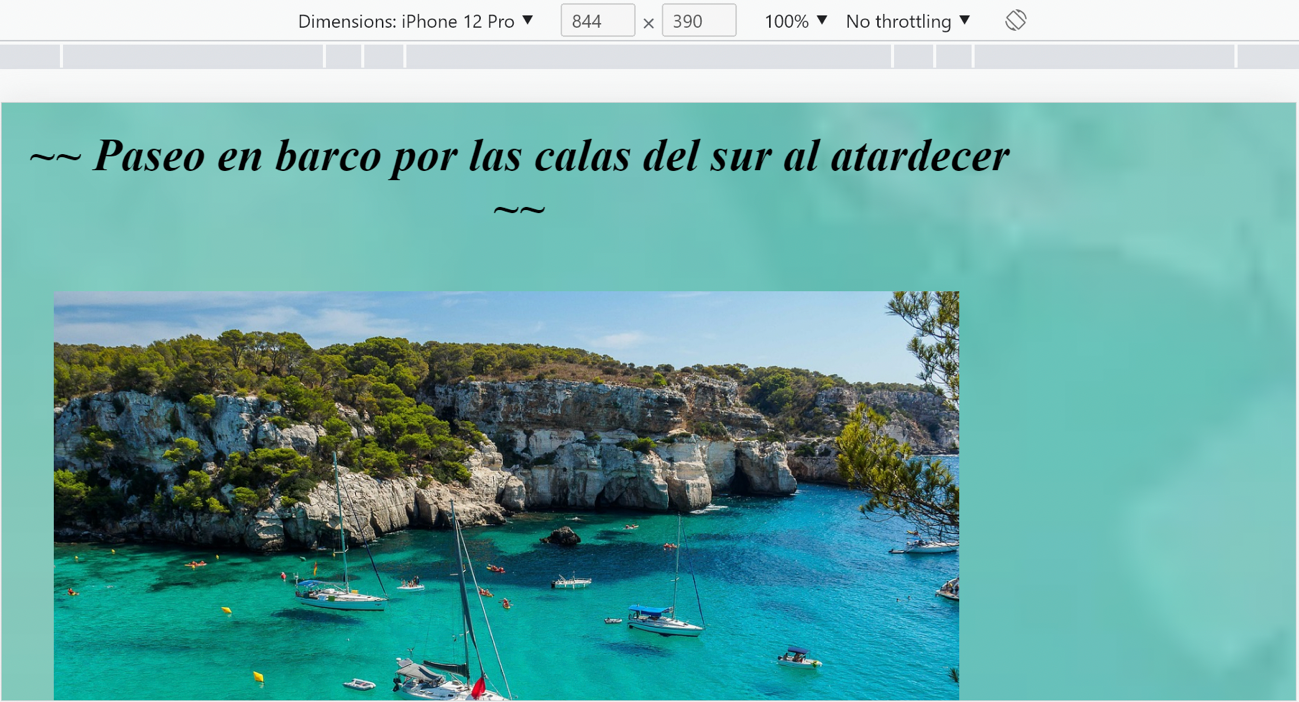 Dimensions: iPhone 12 Pro ▼ 844 × 390 100% ▼ No throttling ▼
~~ Paseo en barco por las calas del sur al atardecer
~~